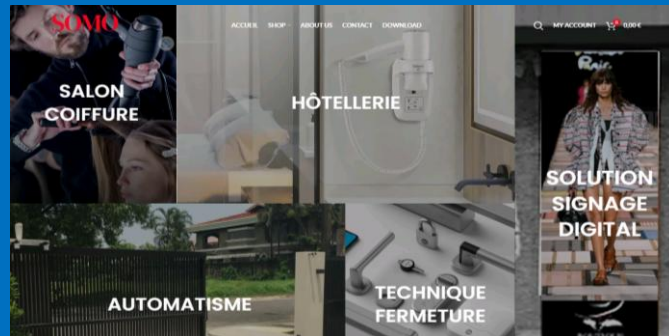 SOMO
ACCUEIL SHOP ABOUT US CONTACT DOWNLOAD
MY ACCOUNT 0 0,00 €
SALON
COIFFURE
HÔTELLERIE
SOLUTION
SIGNAGE
DIGITAL
AUTOMATISME
TECHNIQUE
FERMETURE